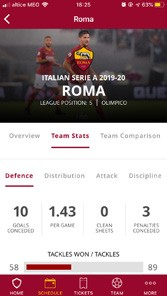 altice MEO 18:25
Roma
ITALIAN SERIE A 2019-20
ROMA
LEAGUE POSITION: 5 | OLIMPICO
Overview Team Stats Team Comparison
Defence Distribution Attack Discipline
10 1.43 0 3
GOALS CONCEDED PER GAME CLEAN SHEETS PENALTIES CONCEDED
TACKLES WON / TACKLES
58 89
HOME SCHEDULE TICKETS TEAM MORE